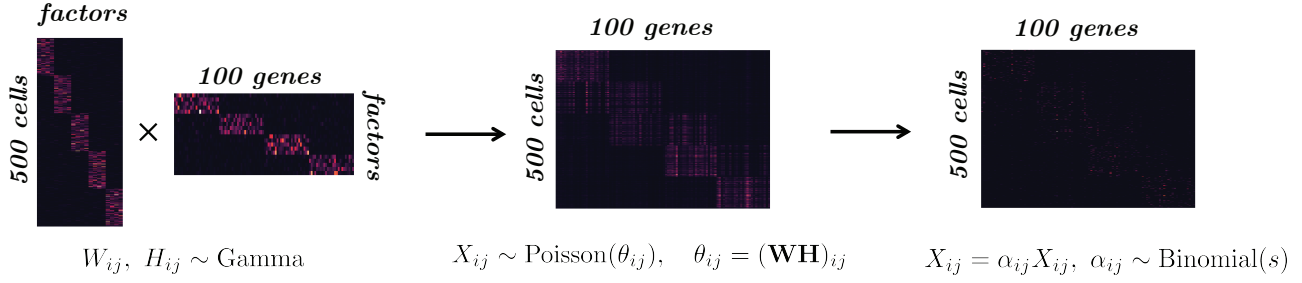 factors
500 cells
×
100 genes
factors
W_{ij}, H_{ij} ∼ Gamma
100 genes
500 cells
X_{ij} ∼ Poisson(θ_{ij}), θ_{ij} = (𝐖𝐇)_{ij}
100 genes
500 cells
X_{ij} = α_{ij}X_{ij}, α_{ij} ∼ Binomial(s)